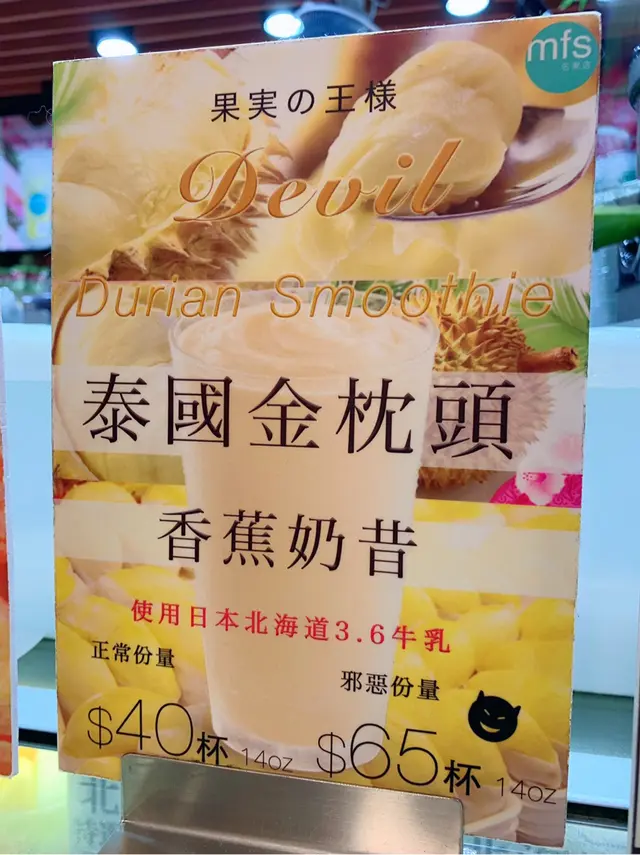 mfs
果実の王様
Devil
Durian Smoothie
泰國金枕頭
香蕉奶昔
使用日本北海道3.6牛乳
正常份量
邪惡份量
$40杯 14oz
$65杯 14oz
北